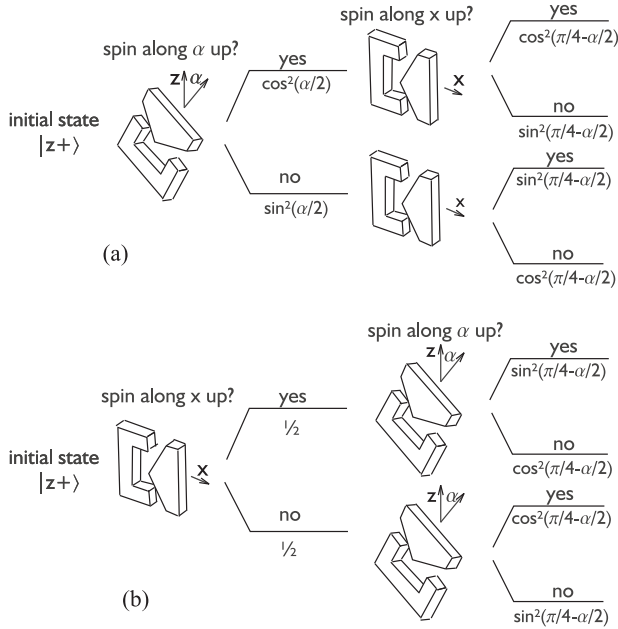 spin along x up?
spin along α up?
yes
cos²(π/4-α/2)
z α
yes
cos²(α/2)
x
no
sin²(π/4-α/2)
initial state
|z+⟩
yes
sin²(π/4-α/2)
no
sin²(α/2)
x
no
cos²(π/4-α/2)
(a)
spin along α up?
z α
yes
sin²(π/4-α/2)
spin along x up?
yes
½
no
cos²(π/4-α/2)
initial state
|z+⟩
x
z α
yes
cos²(π/4-α/2)
no
½
no
sin²(π/4-α/2)
(b)